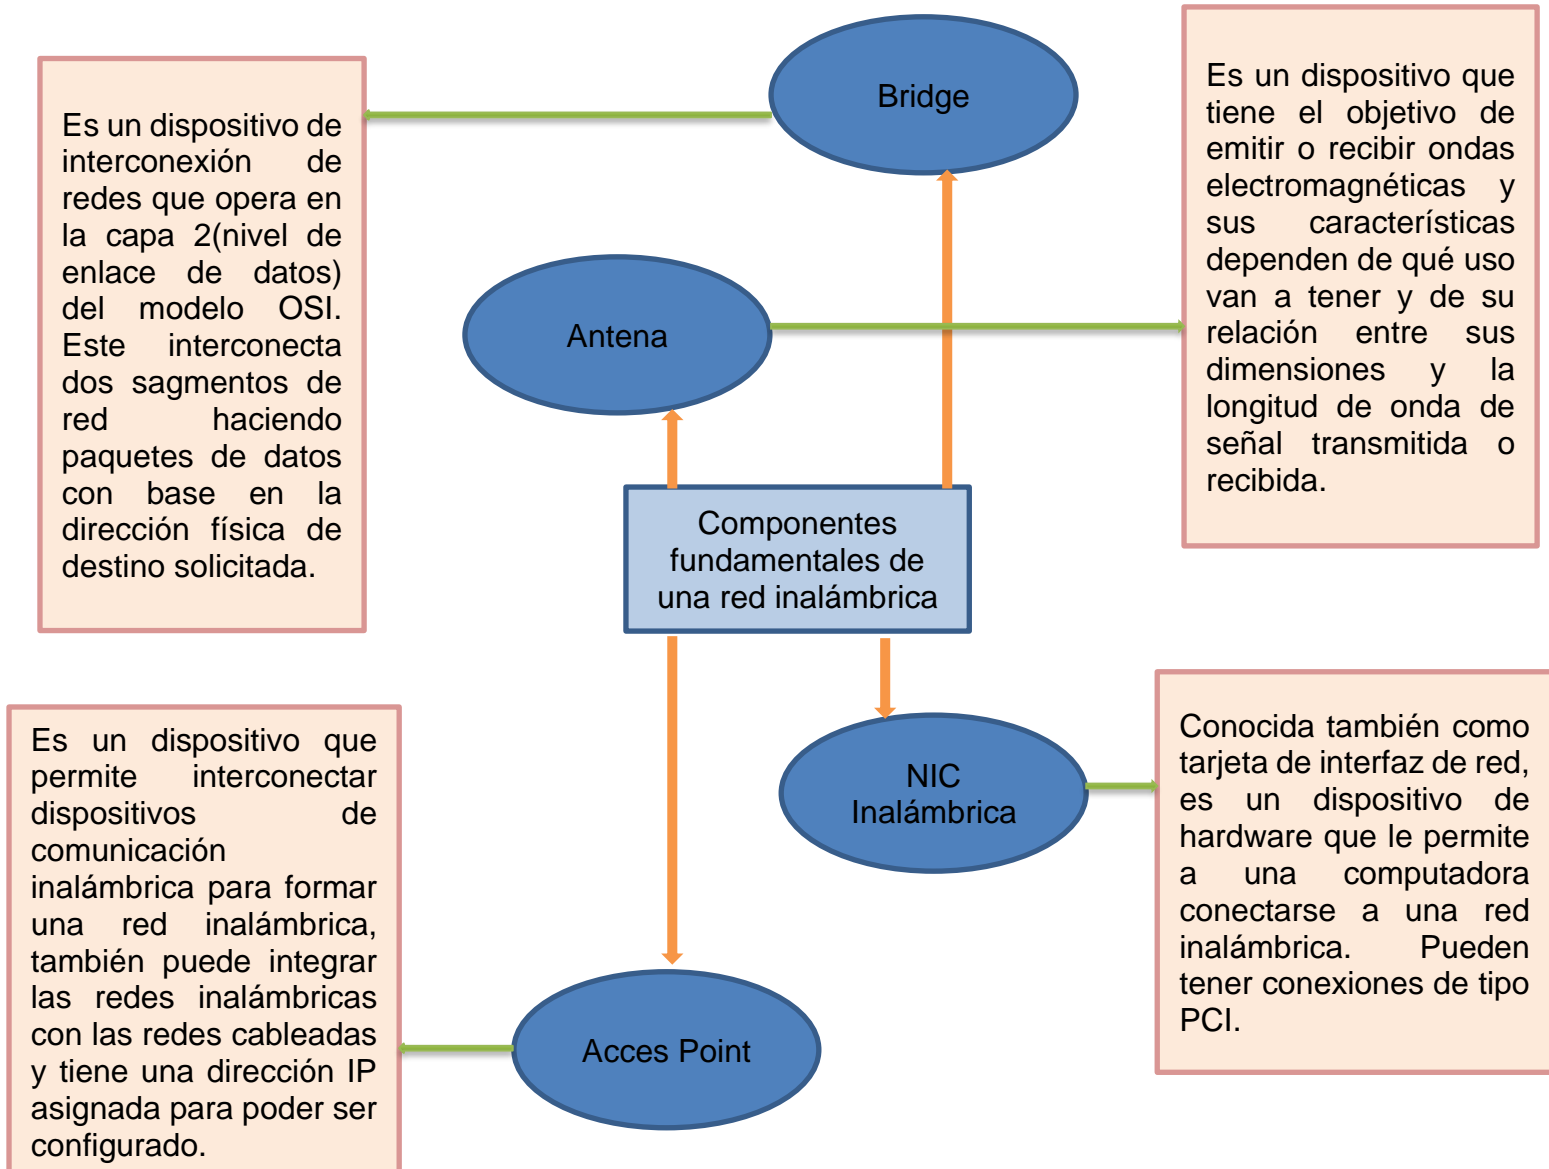 Bridge
Es un dispositivo de
interconexión de
redes que opera en
la capa 2(nivel de
enlace de datos)
del modelo OSI.
Este interconecta
dos sagmentos de
red haciendo
paquetes de datos
con base en la
dirección física de
destino solicitada.
Es un dispositivo que
tiene el objetivo de
emitir o recibir ondas
electromagnéticas y
sus características
dependen de qué uso
van a tener y de su
relación entre sus
dimensiones y la
longitud de onda de
señal transmitida o
recibida.
Antena
Componentes
fundamentales de
una red inalámbrica
Es un dispositivo que
permite interconectar
dispositivos de
comunicación
inalámbrica para formar
una red inalámbrica,
también puede integrar
las redes inalámbricas
con las redes cableadas
y tiene una dirección IP
asignada para poder ser
configurado.
NIC
Inalámbrica
Conocida también como
tarjeta de interfaz de red,
es un dispositivo de
hardware que le permite
a una computadora
conectarse a una red
inalámbrica. Pueden
tener conexiones de tipo
PCI.
Acces Point